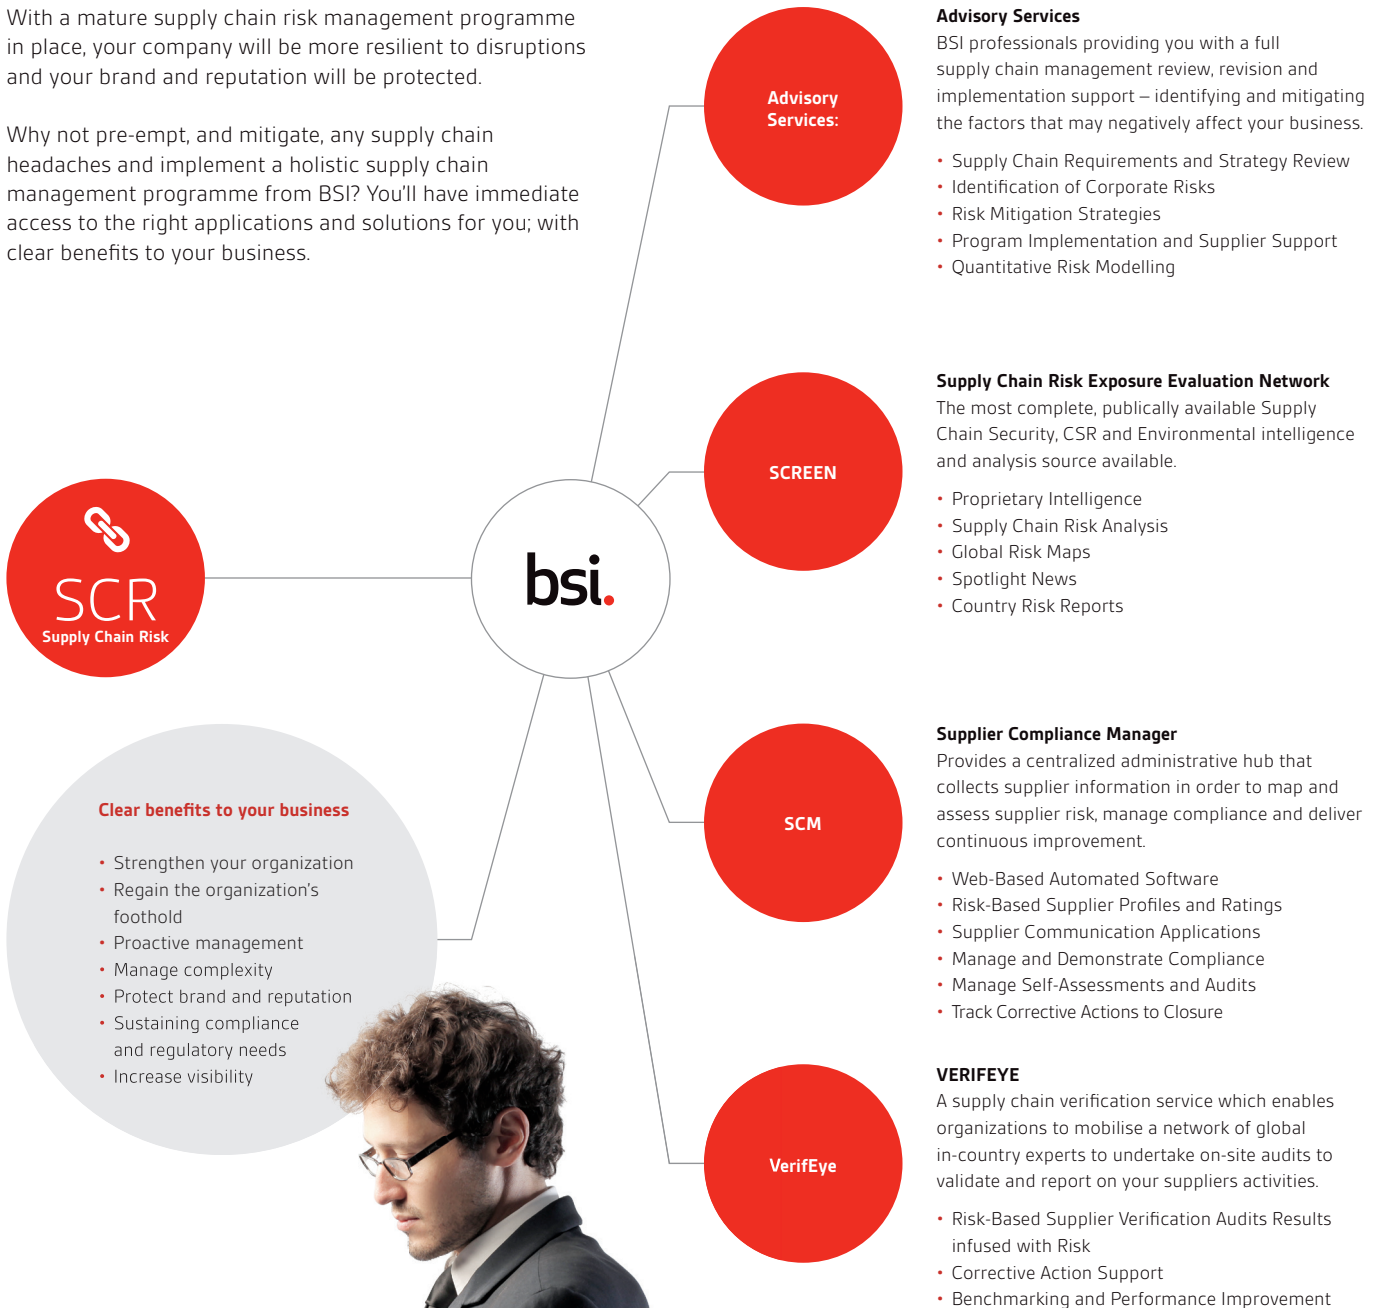 With a mature supply chain risk management programme
in place, your company will be more resilient to disruptions
and your brand and reputation will be protected.
Why not pre-empt, and mitigate, any supply chain
headaches and implement a holistic supply chain
management programme from BSI? You'll have immediate
access to the right applications and solutions for you; with
clear benefits to your business.
SCR
Supply Chain Risk
bsi.
Clear benefits to your business
• Strengthen your organization
• Regain the organization's
foothold
• Proactive management
• Manage complexity
• Protect brand and reputation
• Sustaining compliance
and regulatory needs
• Increase visibility
Advisory
Services:
Advisory Services
BSI professionals providing you with a full
supply chain management review, revision and
implementation support – identifying and mitigating
the factors that may negatively affect your business.
• Supply Chain Requirements and Strategy Review
• Identification of Corporate Risks
• Risk Mitigation Strategies
• Program Implementation and Supplier Support
• Quantitative Risk Modelling
SCREEN
Supply Chain Risk Exposure Evaluation Network
The most complete, publically available Supply
Chain Security, CSR and Environmental intelligence
and analysis source available.
• Proprietary Intelligence
• Supply Chain Risk Analysis
• Global Risk Maps
• Spotlight News
• Country Risk Reports
SCM
Supplier Compliance Manager
Provides a centralized administrative hub that
collects supplier information in order to map and
assess supplier risk, manage compliance and deliver
continuous improvement.
• Web-Based Automated Software
• Risk-Based Supplier Profiles and Ratings
• Supplier Communication Applications
• Manage and Demonstrate Compliance
• Manage Self-Assessments and Audits
• Track Corrective Actions to Closure
VerifEye
VERIFEYE
A supply chain verification service which enables
organizations to mobilise a network of global
in-country experts to undertake on-site audits to
validate and report on your suppliers activities.
• Risk-Based Supplier Verification Audits Results
infused with Risk
• Corrective Action Support
• Benchmarking and Performance Improvement